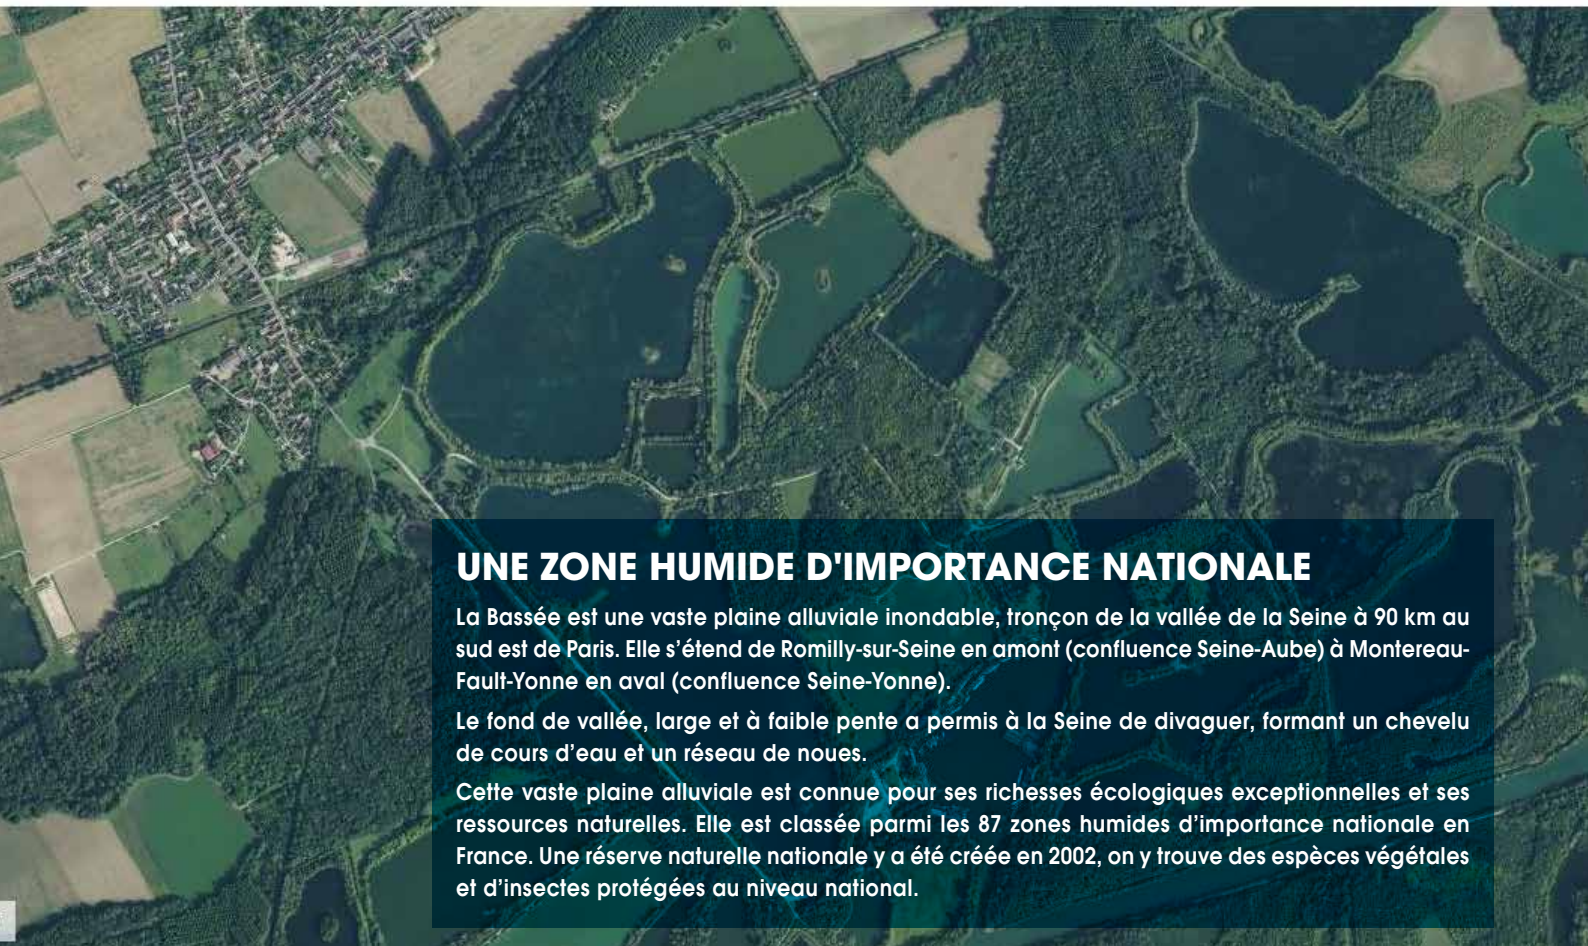 UNE ZONE HUMIDE D'IMPORTANCE NATIONALE
La Bassée est une vaste plaine alluviale inondable, tronçon de la vallée de la Seine à 90 km au
sud est de Paris. Elle s’étend de Romilly-sur-Seine en amont (confluence Seine-Aube) à Montereau-
Fault-Yonne en aval (confluence Seine-Yonne).
Le fond de vallée, large et à faible pente a permis à la Seine de divaguer, formant un chevelu
de cours d’eau et un réseau de noues.
Cette vaste plaine alluviale est connue pour ses richesses écologiques exceptionnelles et ses
ressources naturelles. Elle est classée parmi les 87 zones humides d’importance nationale en
France. Une réserve naturelle nationale y a été créée en 2002, on y trouve des espèces végétales
et d’insectes protégées au niveau national.